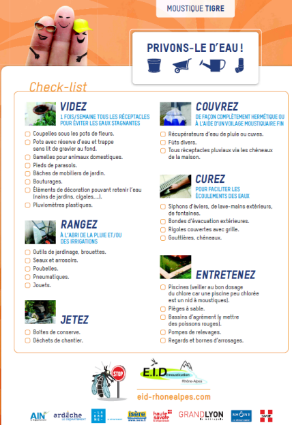 MOUSTIQUE TIGRE
PRIVONS-LE D'EAU !
Check-list
VIDEZ
1 FOIS/SEMAINE TOUS LES RÉCEPTACLES
POUR ÉVITER LES EAUX STAGNANTES
Coupelles sous les pots de fleurs.
Pots avec réserve d'eau et trappe
sans lit de gravier au fond.
Gamelles pour animaux domestiques.
Pieds de parasols.
Bâches de mobiliers de jardin.
Bouturages.
Éléments de décoration pouvant retenir l'eau
(nains de jardins, cigales...).
Pluviomètres plastiques.
RANGEZ
À L'ABRI DE LA PLUIE ET/OU
DES IRRIGATIONS
Outils de jardinage, brouettes.
Seaux et arrosoirs.
Poubelles.
Pneumatiques.
Jouets.
JETEZ
Boîtes de conserve.
Déchets de chantier.
COUVREZ
DE FAÇON COMPLÈTEMENT HERMÉTIQUE OU
À L'AIDE D'UN VOILAGE MOUSTIQUAIRE FIN
Récupérateurs d'eau de pluie ou cuves.
Fûts divers.
Tous réceptacles pluviaux via les chéneaux
de la maison.
CUREZ
POUR FACILITER LES
ÉCOULEMENTS DES EAUX
Siphons d'éviers, de lave-mains extérieurs,
de fontaines.
Bondes d'évacuation extérieures.
Rigoles couvertes avec grille.
Gouttières, chéneaux.
ENTRETENEZ
Piscines (veiller au bon dosage
du chlore car une piscine peu chlorée
est un nid à moustiques).
Pièges à sable.
Bassins d'agrément (y mettre
des poissons rouges).
Pompes de relevages.
Regards et bornes d'arrosages.
STOP
E.I.D
Rhône-Alpes
eid-rhonealpes.com
AIN
ardèche
isère
haute savoie
GRANDLYON
RHÔNE